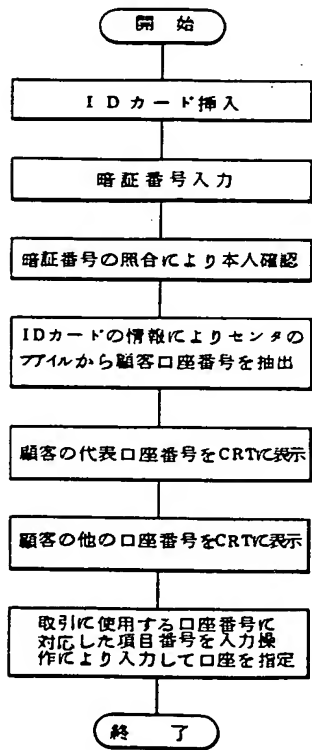 開始
IDカード挿入
暗証番号入力
暗証番号の照合により本人確認
IDカードの情報によりセンタの
ファイルから顧客口座番号を抽出
顧客の代表口座番号をCRTに表示
顧客の他の口座番号をCRTに表示
取引に使用する口座番号に
対応した項目番号を入力操
作により入力して口座を指定
終了